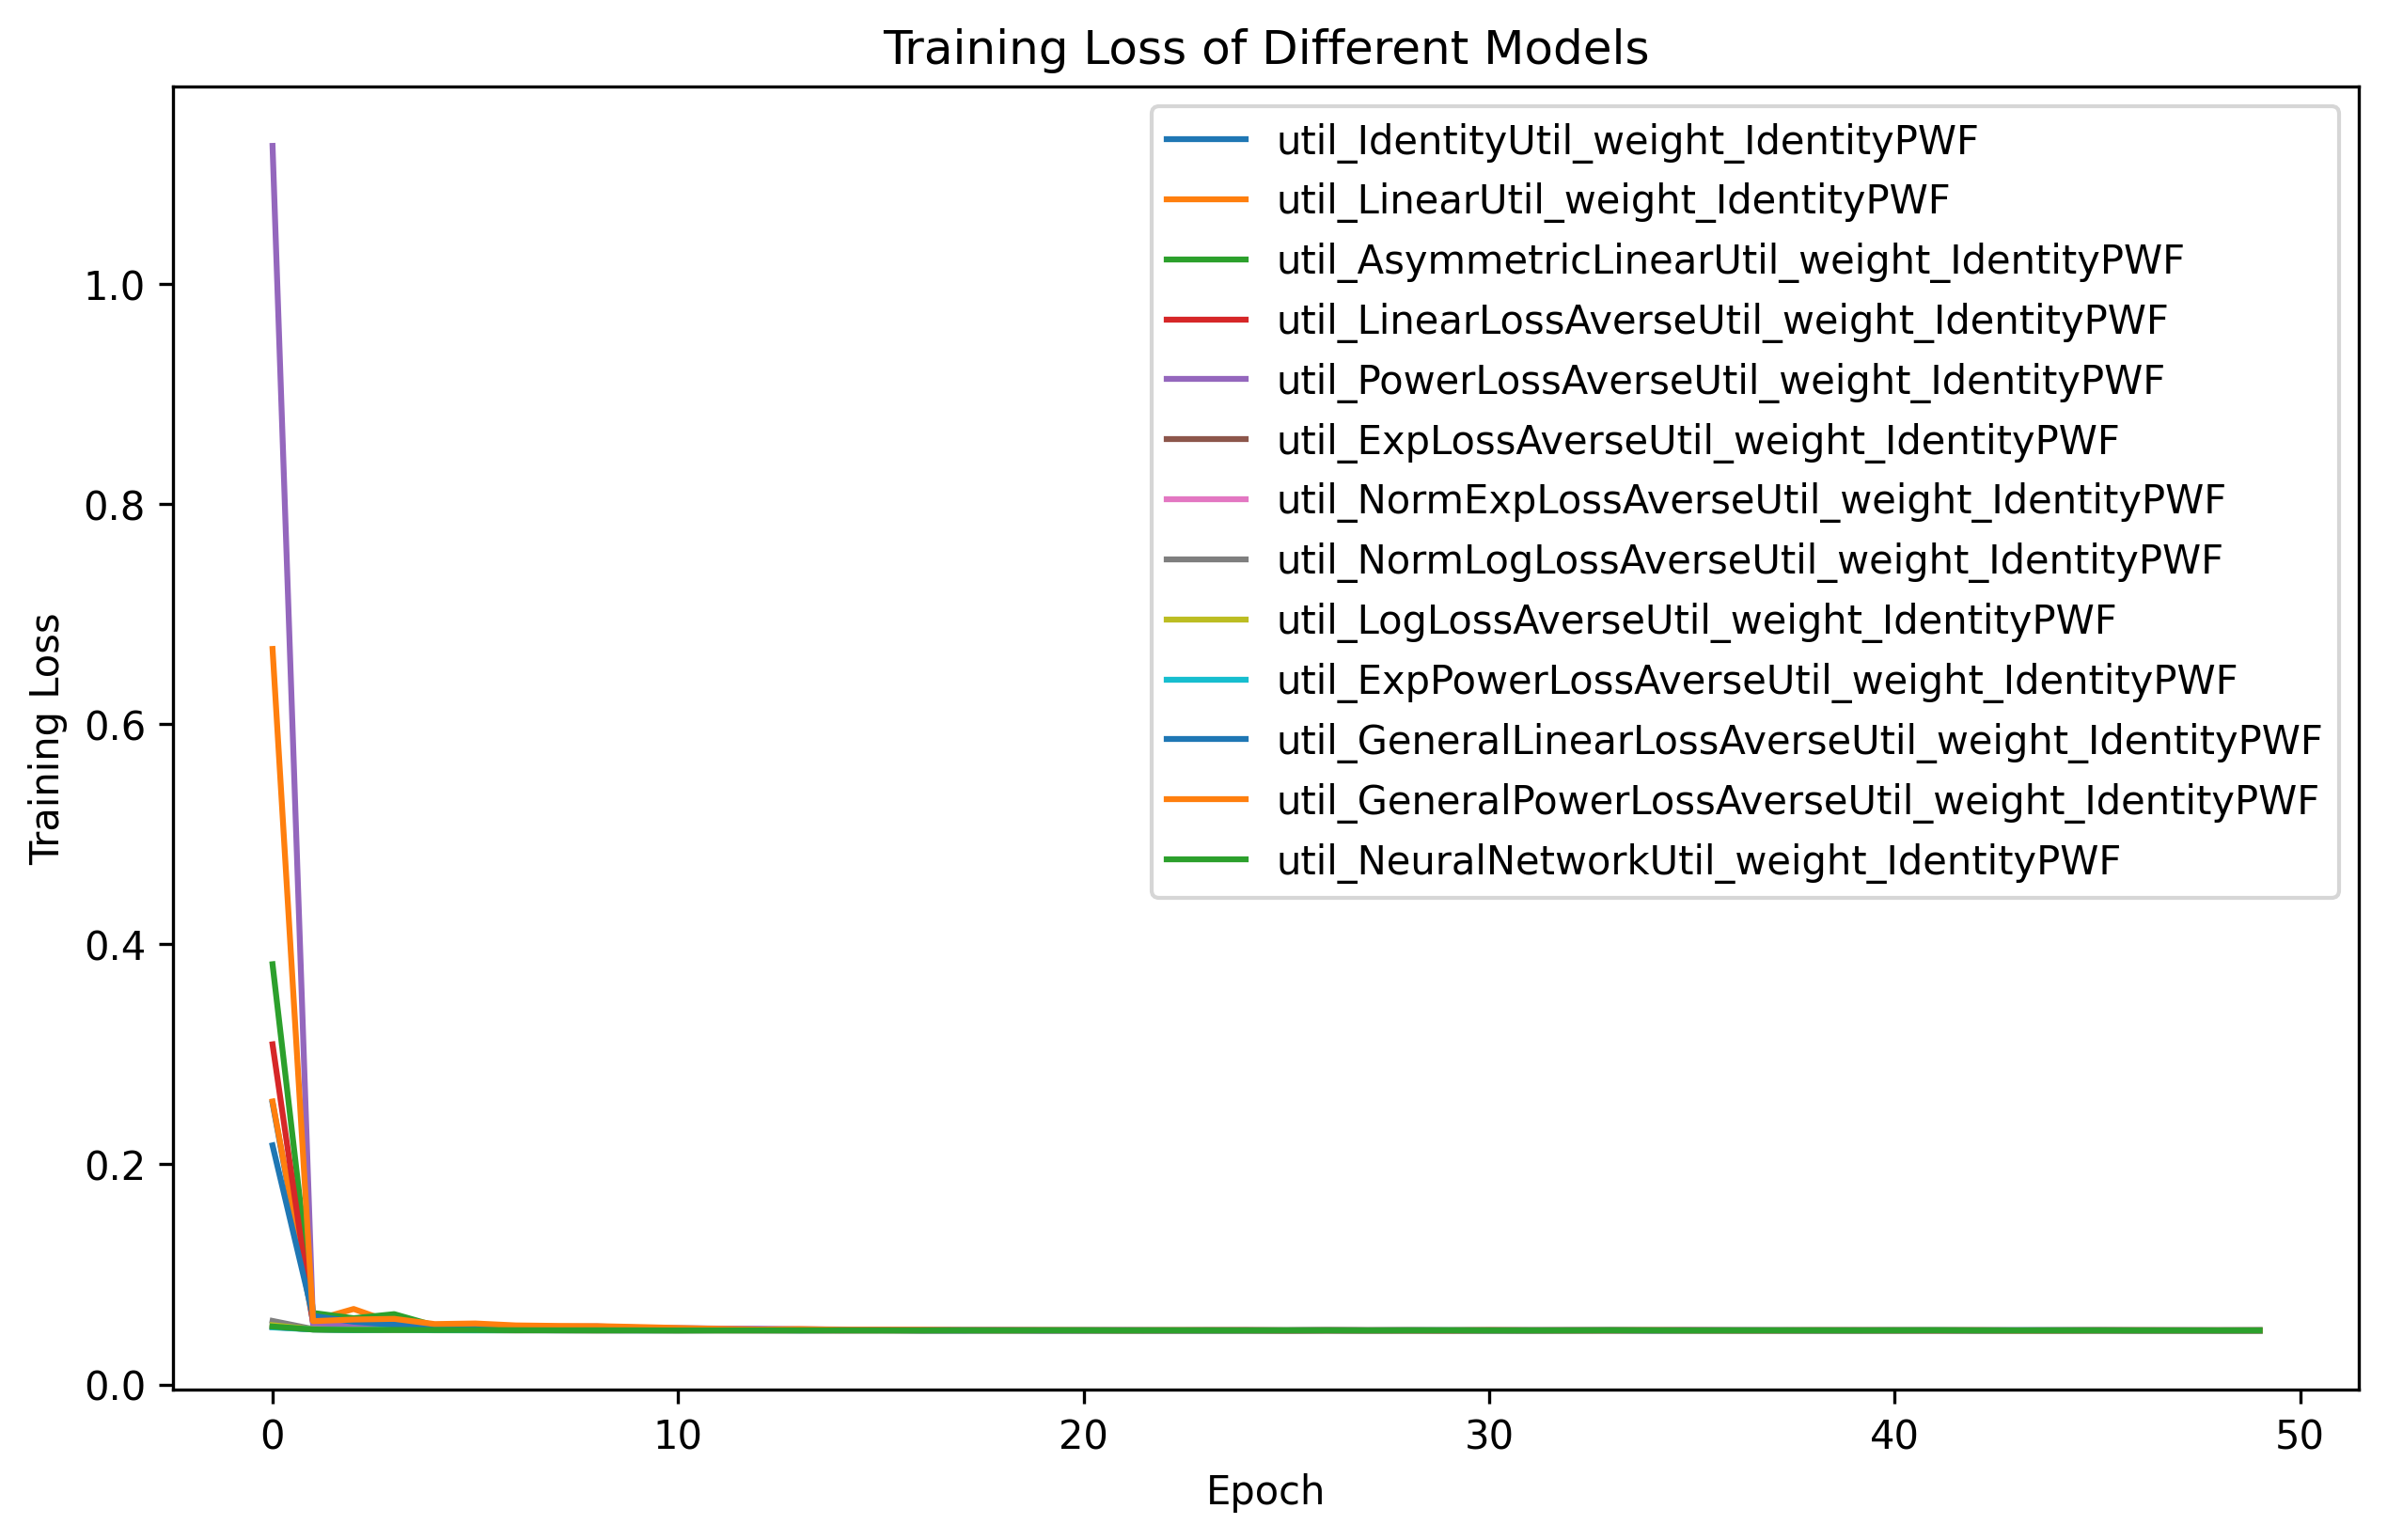 Training Loss of Different Models
util_IdentityUtil_weight_IdentityPWF
util_LinearUtil_weight_IdentityPWF
util_AsymmetricLinearUtil_weight_IdentityPWF
util_LinearLossAverseUtil_weight_IdentityPWF
util_PowerLossAverseUtil_weight_IdentityPWF
util_ExpLossAverseUtil_weight_IdentityPWF
util_NormExpLossAverseUtil_weight_IdentityPWF
util_NormLogLossAverseUtil_weight_IdentityPWF
util_LogLossAverseUtil_weight_IdentityPWF
util_ExpPowerLossAverseUtil_weight_IdentityPWF
util_GeneralLinearLossAverseUtil_weight_IdentityPWF
util_GeneralPowerLossAverseUtil_weight_IdentityPWF
util_NeuralNetworkUtil_weight_IdentityPWF
Training Loss
1.0
0.8
0.6
0.4
0.2
0.0
0 10 20 30 40 50
Epoch